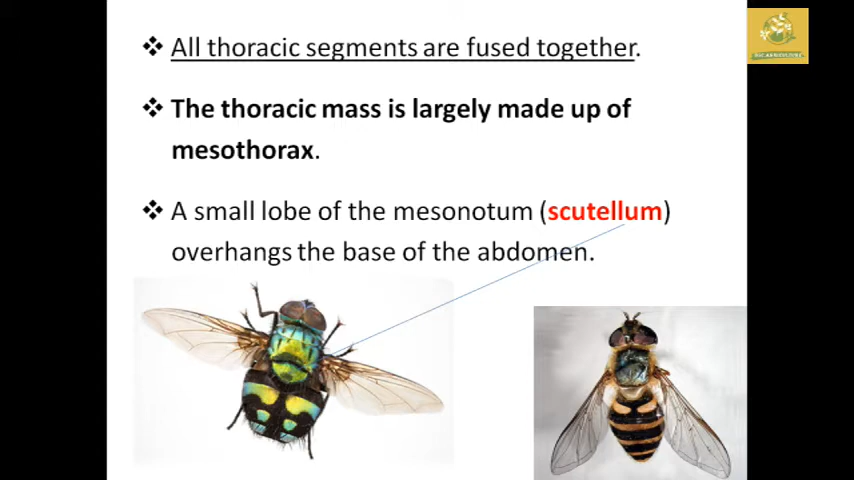 ❖ All thoracic segments are fused together.
❖ The thoracic mass is largely made up of
mesothorax.
❖ A small lobe of the mesonotum (scutellum)
overhangs the base of the abdomen.